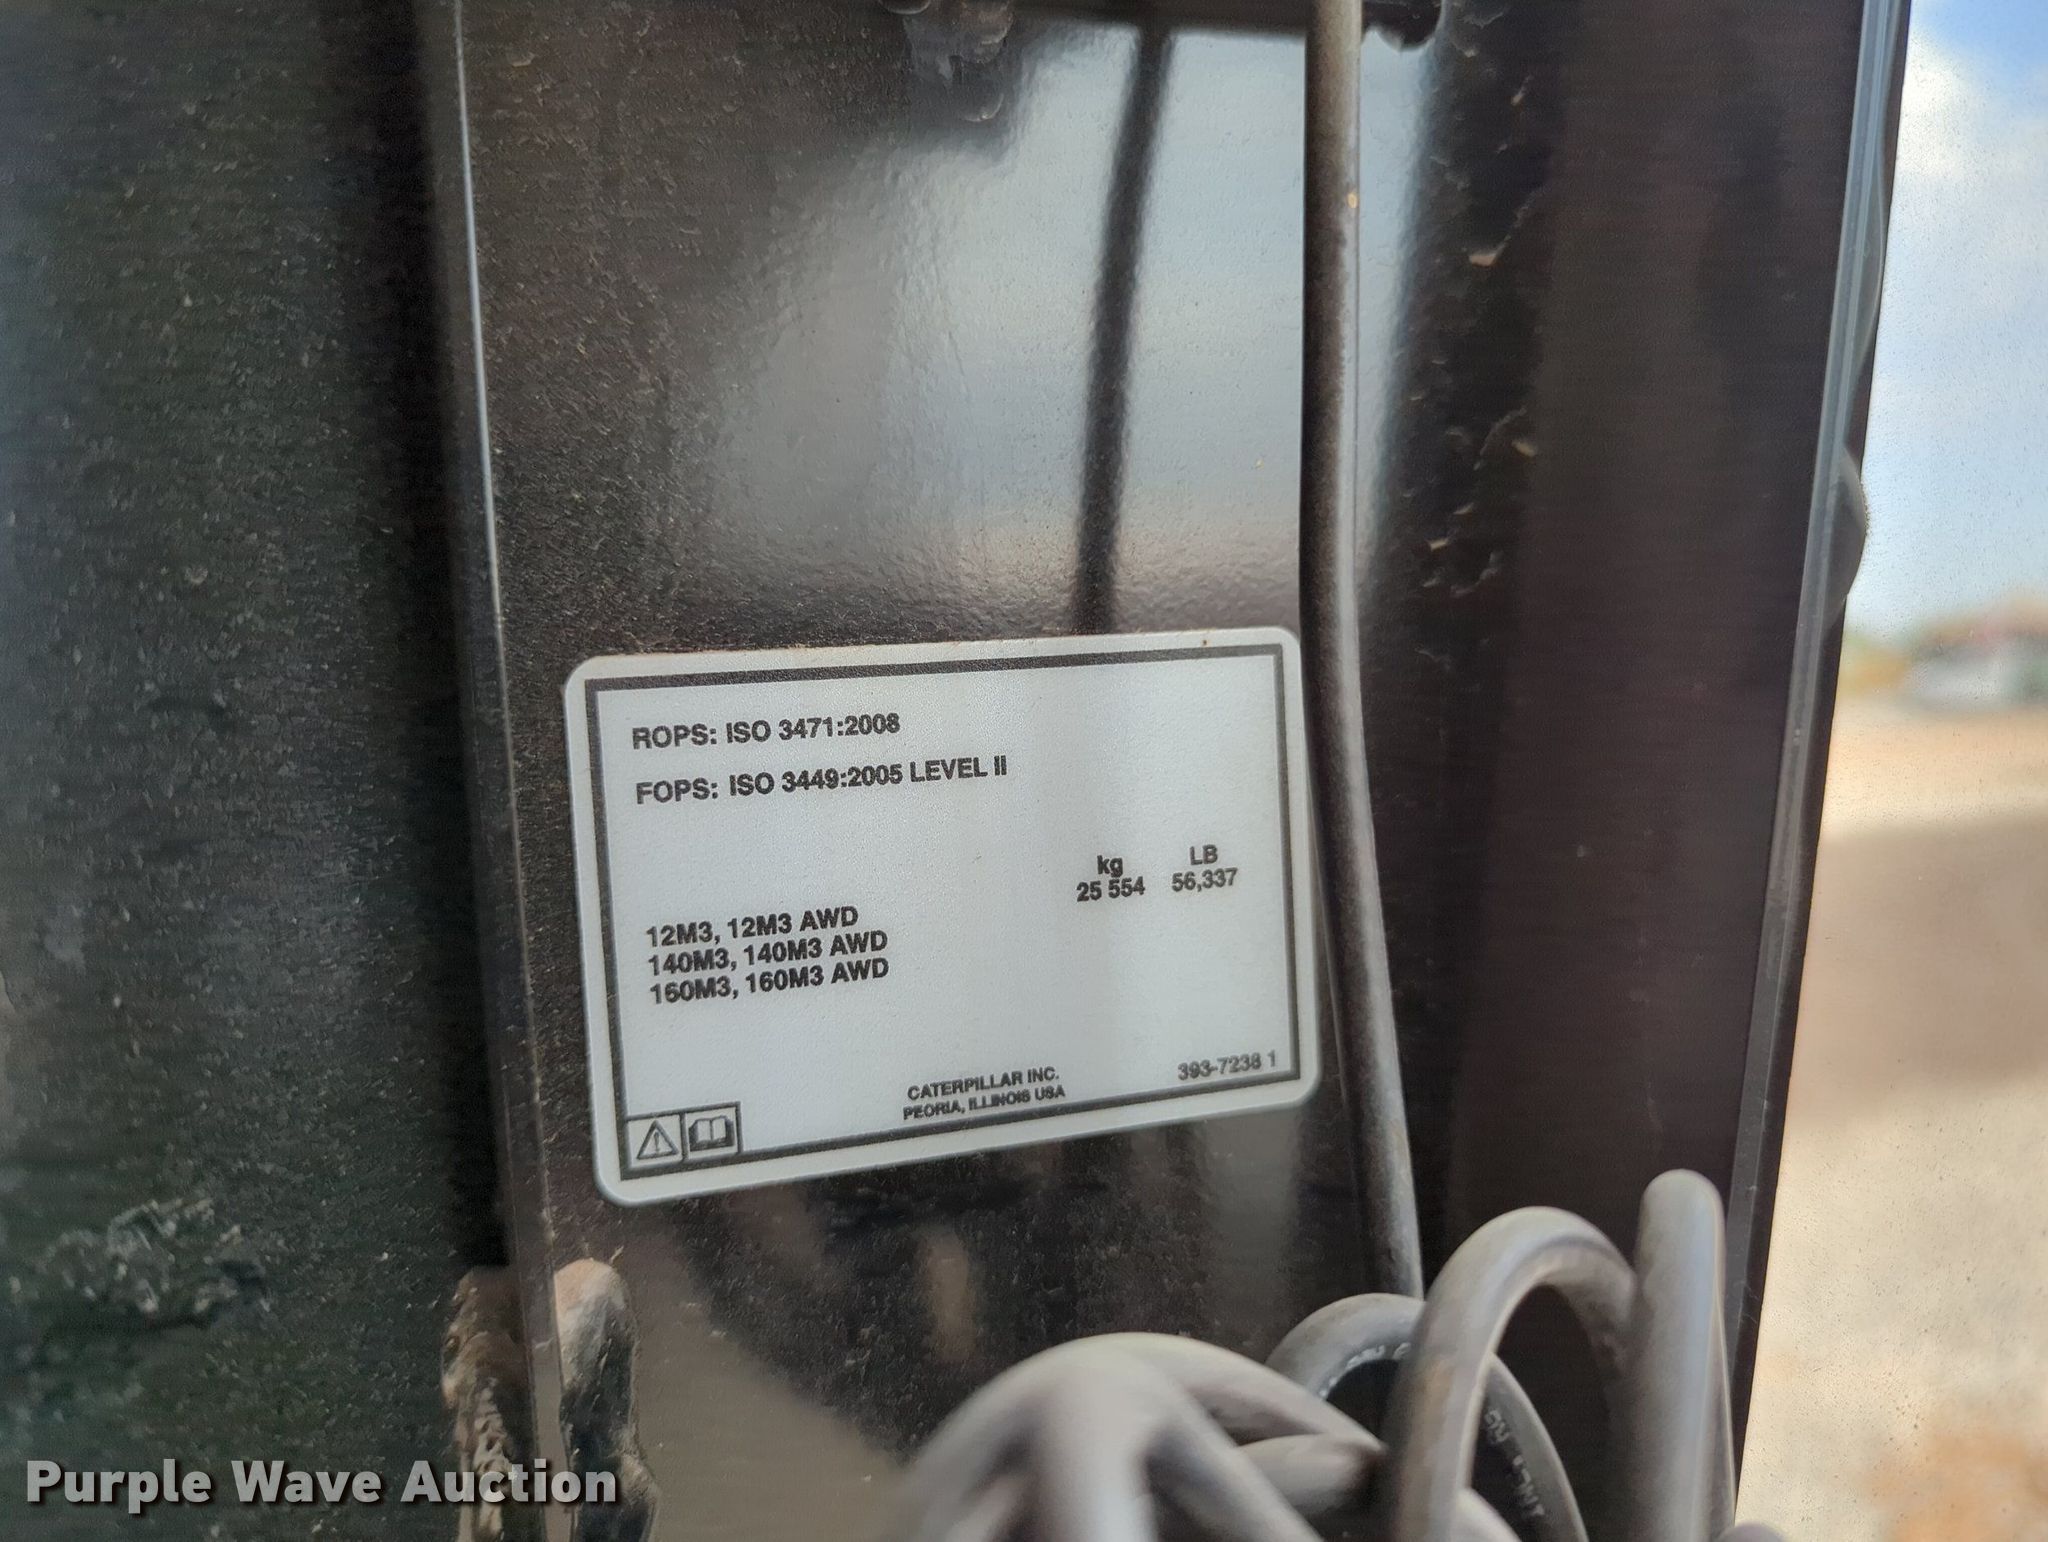 ROPS: ISO 3471:2008
FOPS: ISO 3449:2005 LEVEL II
kg LB
25 554 56,337
12M3, 12M3 AWD
140M3, 140M3 AWD
160M3, 160M3 AWD
CATERPILLAR INC.
PEORIA, ILLINOIS USA
393-7238 1
Purple Wave Auction